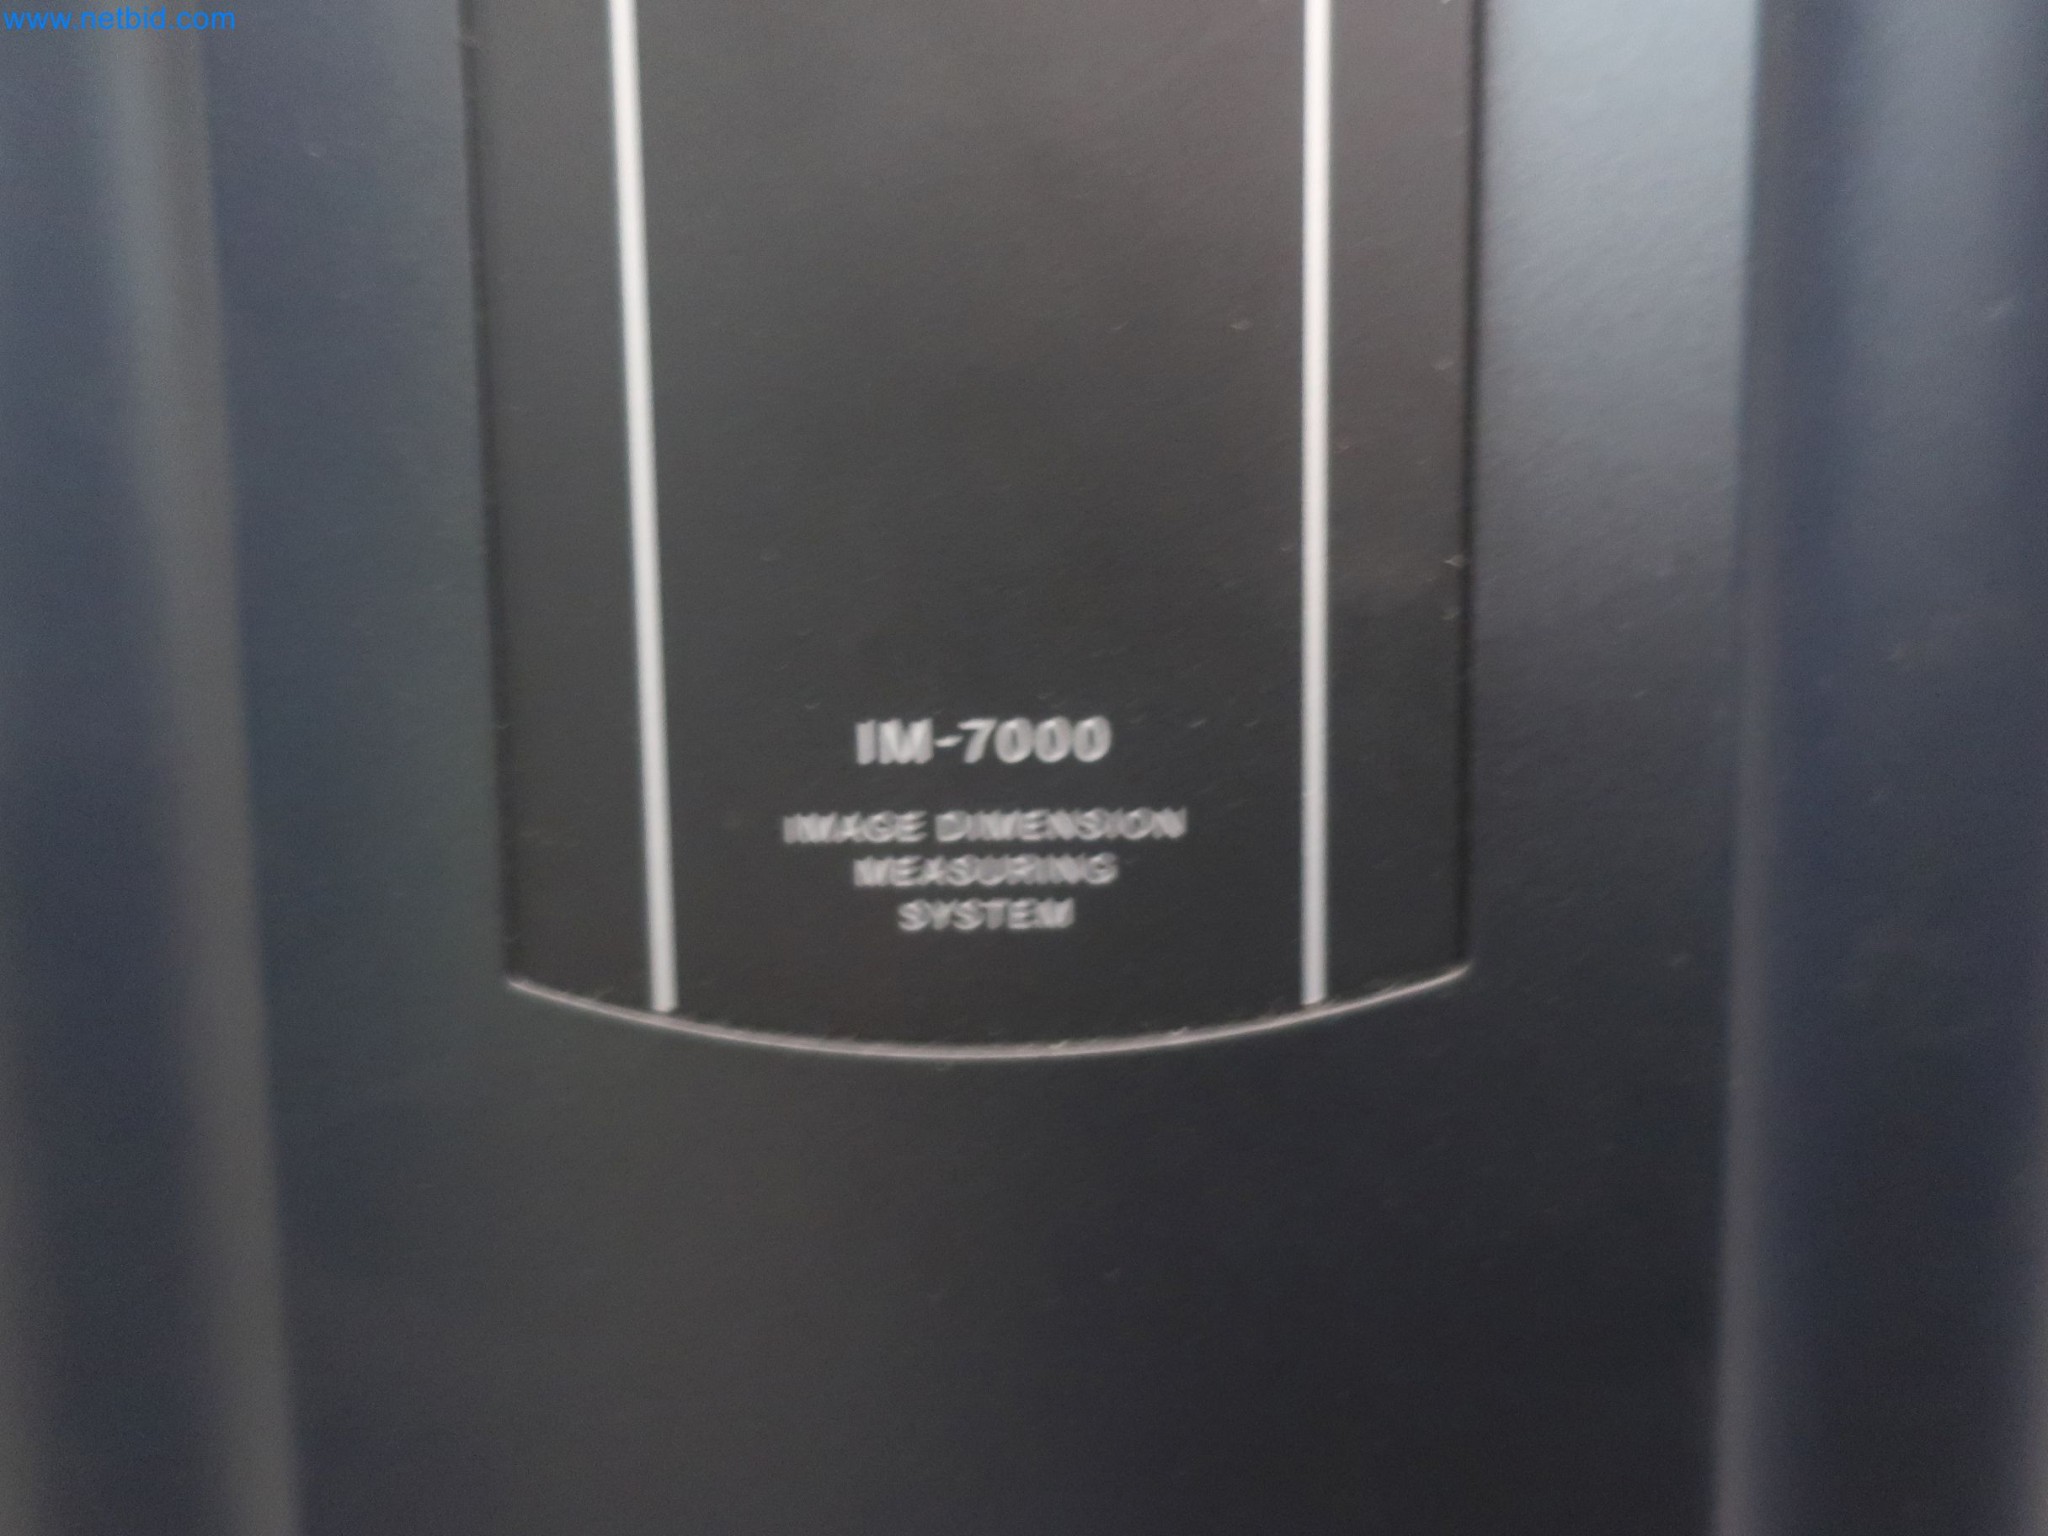 www.netbid.com
IM-7000
IMAGE DIMENSION
MEASURING
SYSTEM